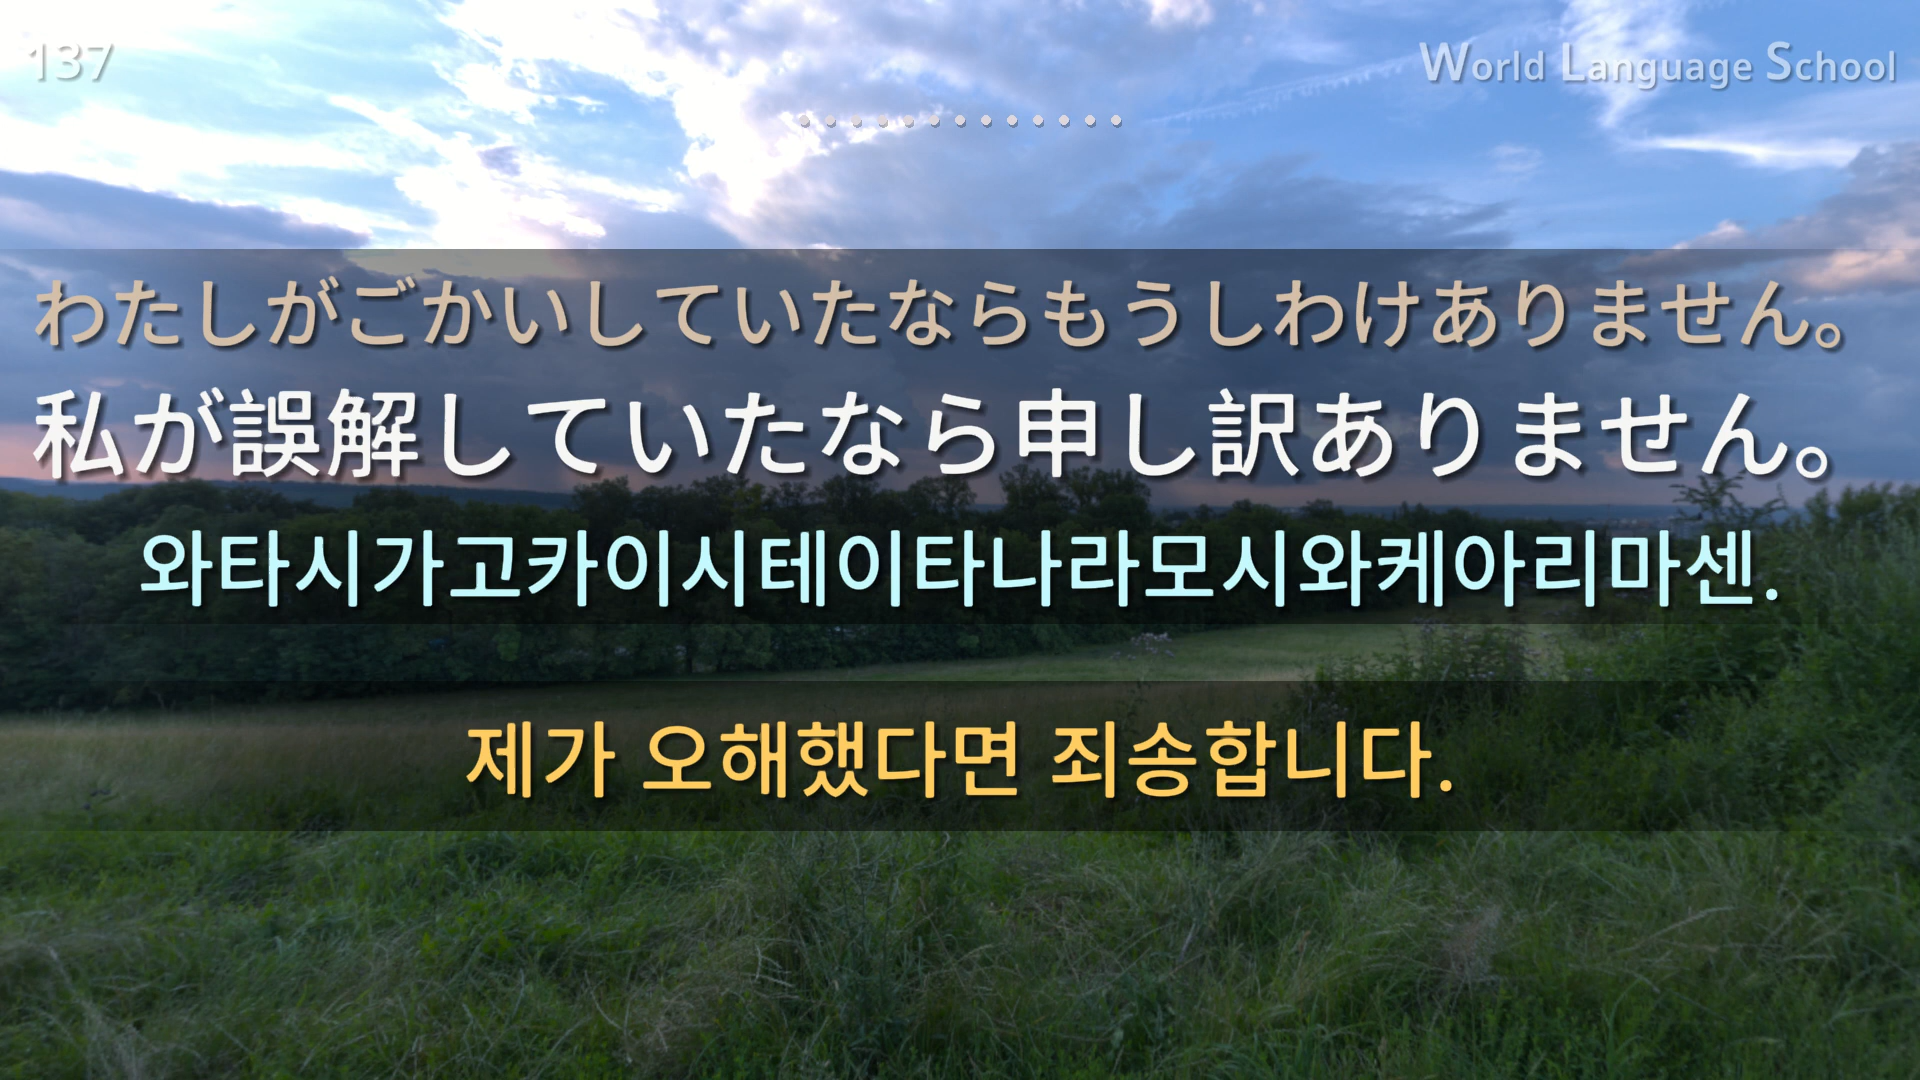 137
World Language School
わたしがごかいしていたならもうしわけありません。
私が誤解していたなら申し訳ありません。
와타시가고카이시테이타나라모시와케아리마센.
제가 오해했다면 죄송합니다.